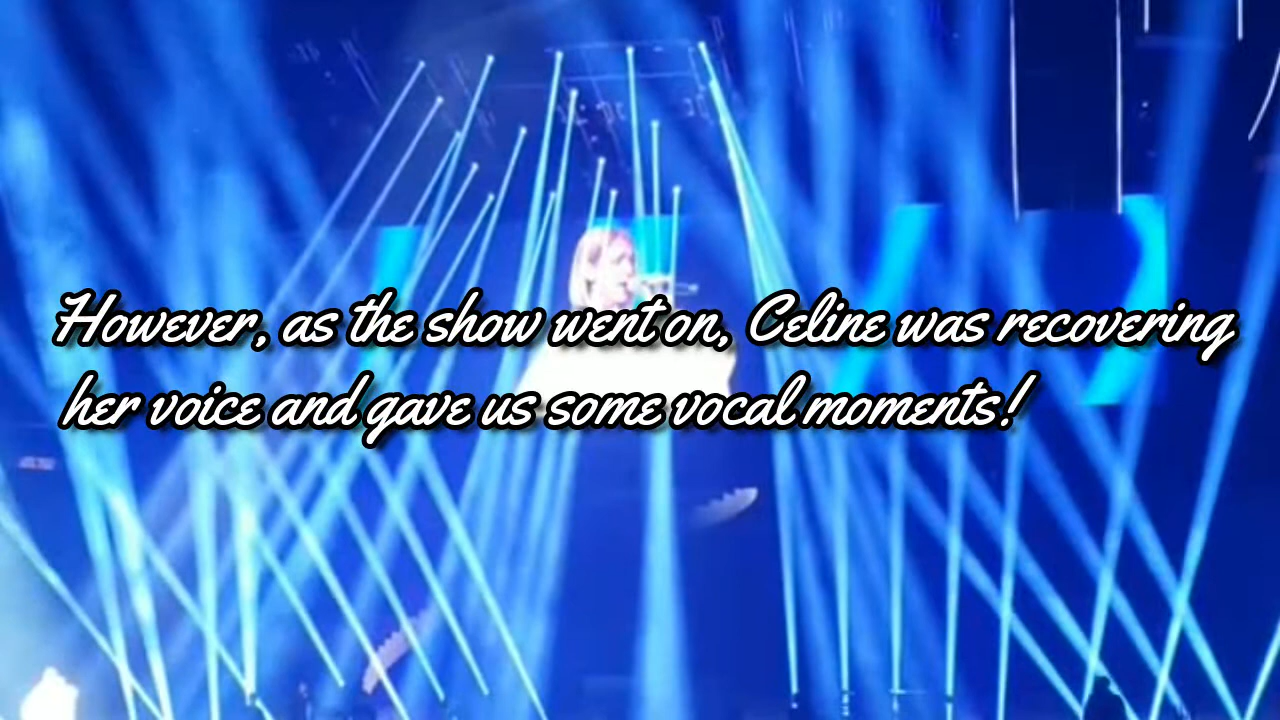 However, as the show went on, Celine was recovering
her voice and gave us some vocal moments!